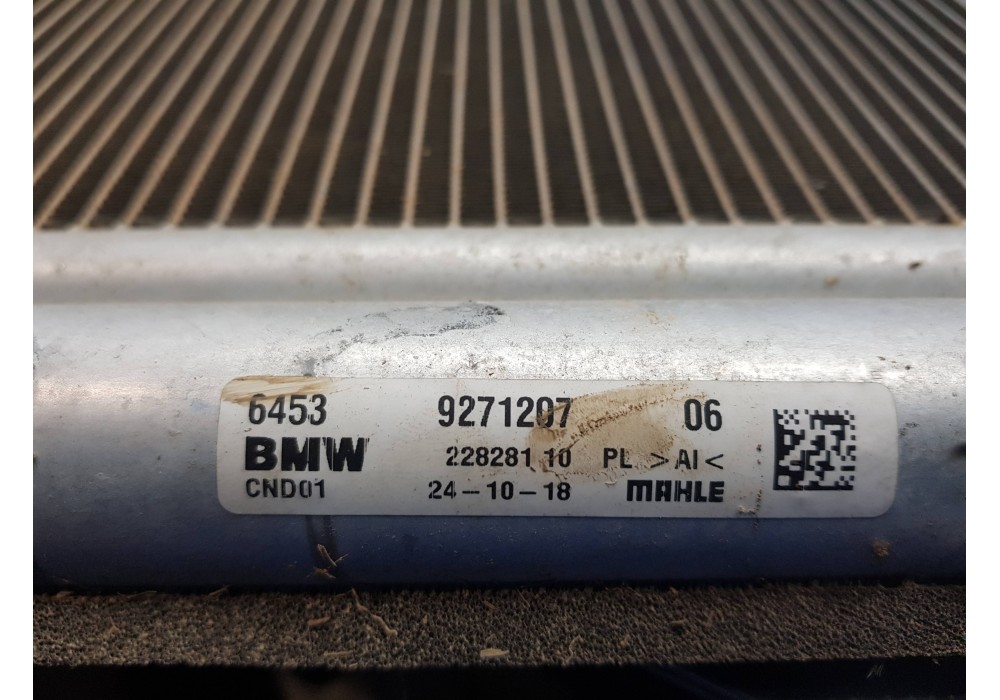 6453 9271207 06
BMW 228281 10 PL >Al<
CND01 24-10-18 MAHLE